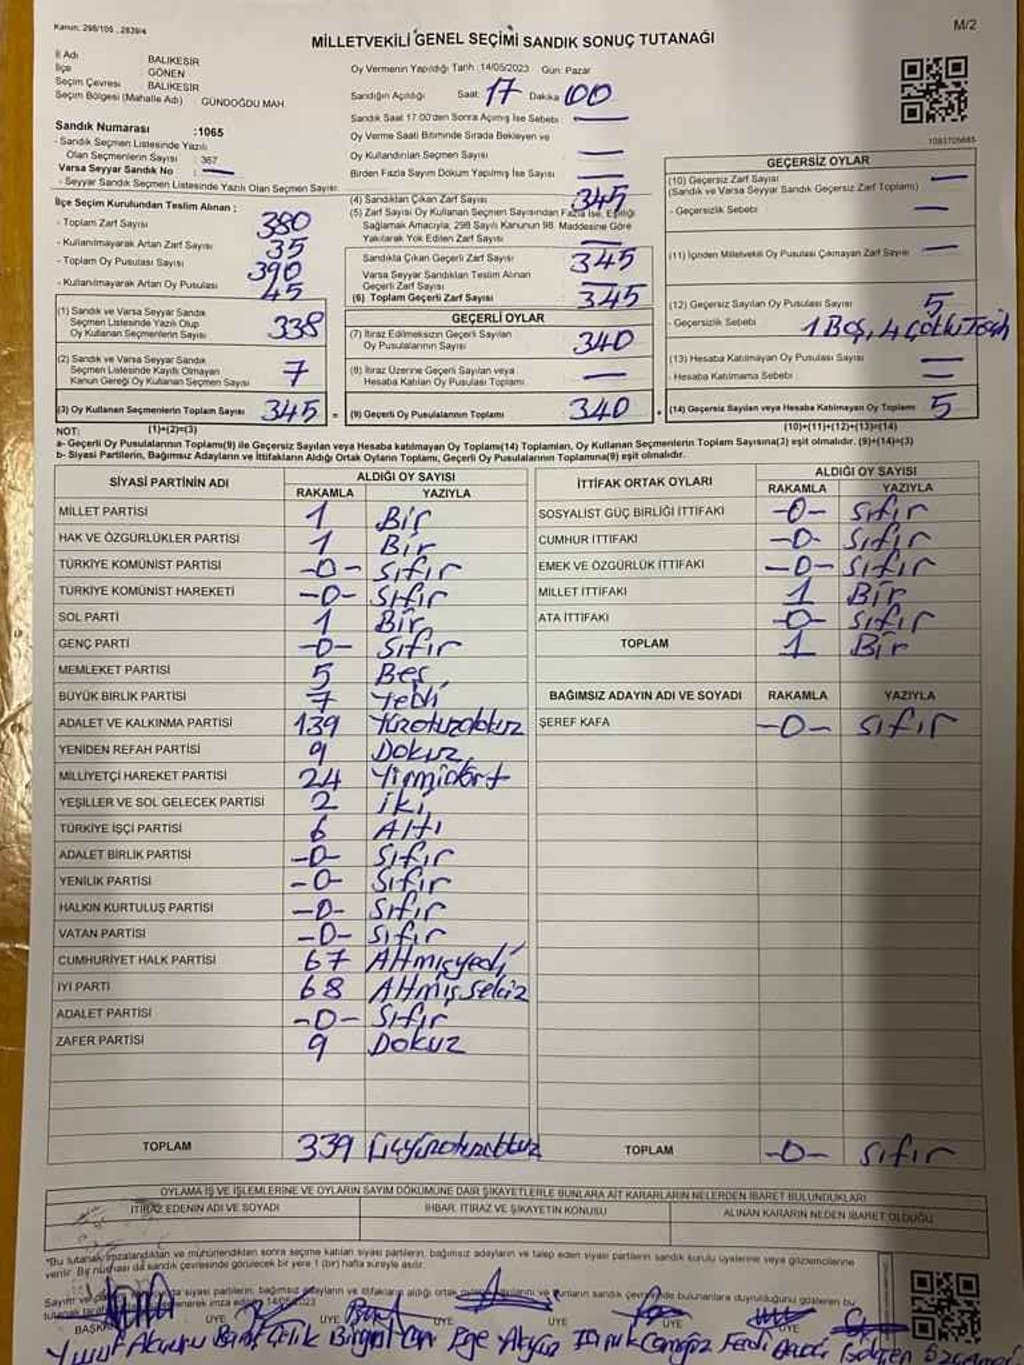 Kanun: 298/105 , 2839/4
M/2
MİLLETVEKİLİ GENEL SEÇİMİ SANDIK SONUÇ TUTANAĞI
İl Adı BALIKESİR
İlçe GÖNEN
Seçim Çevresi BALIKESİR
Seçim Bölgesi (Mahalle Adı) GÜNDOĞDU MAH
Sandık Numarası :1065
- Sandık Seçmen Listesinde Yazılı
Olan Seçmenlerin Sayısı : 367
Varsa Seyyar Sandık No : —
- Seyyar Sandık Seçmen Listesinde Yazılı Olan Seçmen Sayısı:
İlçe Seçim Kurulundan Teslim Alınan ;
- Toplam Zarf Sayısı 380
- Kullanılmayarak Artan Zarf Sayısı 35
- Toplam Oy Pusulası Sayısı 390
- Kullanılmayarak Artan Oy Pusulası 45
(1) Sandık ve Varsa Seyyar Sandık
Seçmen Listesinde Yazılı Olup
Oy Kullanan Seçmenlerin Sayısı 338
(2) Sandık ve Varsa Seyyar Sandık
Seçmen Listesinde Kayıtlı Olmayan
Kanun Gereği Oy Kullanan Seçmen Sayısı 7
(3) Oy Kullanan Seçmenlerin Toplam Sayısı 345 =
Oy Vermenin Yapıldığı Tarih :14/05/2023 Gün: Pazar
Sandığın Açıldığı Saat: 17 Dakika 00
Sandık Saat 17:00'den Sonra Açılmış İse Sebebi : —
Oy Verme Saati Bitiminde Sırada Bekleyen ve
Oy Kullandırılan Seçmen Sayısı —
Birden Fazla Sayım Döküm Yapılmış İse Sayısı —
(4) Sandıktan Çıkan Zarf Sayısı 345
(5) Zarf Sayısı Oy Kullanan Seçmen Sayısından Fazla İse, Eşitliği
Sağlamak Amacıyla, 298 Sayılı Kanunun 98. Maddesine Göre
Yakılarak Yok Edilen Zarf Sayısı —
Sandıkta Çıkan Geçerli Zarf Sayısı 345
Varsa Seyyar Sandıktan Teslim Alınan
Geçerli Zarf Sayısı —
(6) Toplam Geçerli Zarf Sayısı 345
GEÇERLİ OYLAR
(7) İtiraz Edilmeksizin Geçerli Sayılan
Oy Pusulalarının Sayısı 340
(8) İtiraz Üzerine Geçerli Sayılan veya
Hesaba Katılan Oy Pusulası Toplamı —
(9) Geçerli Oy Pusulalarının Toplamı 340 +
1093705685
GEÇERSİZ OYLAR
(10) Geçersiz Zarf Sayısı —
(Sandık ve Varsa Seyyar Sandık Geçersiz Zarf Toplamı)
- Geçersizlik Sebebi : —
(11) İçinden Milletvekili Oy Pusulası Çıkmayan Zarf Sayısı —
(12) Geçersiz Sayılan Oy Pusulası Sayısı 5
- Geçersizlik Sebebi : 1 Boş, 4 çoklu
(13) Hesaba Katılmayan Oy Pusulası Sayısı —
- Hesaba Katılmama Sebebi : —
(14) Geçersiz Sayılan veya Hesaba Katılmayan Oy Toplamı 5
NOT: (1)+(2)=(3) (10)+(11)+(12)+(13)=(14)
a- Geçerli Oy Pusulalarının Toplamı(9) ile Geçersiz Sayılan veya Hesaba katılmayan Oy Toplamı(14) Toplamları, Oy Kullanan Seçmenlerin Toplam Sayısına(3) eşit olmalıdır. (9)+(14)=(3)
b- Siyasi Partilerin, Bağımsız Adayların ve İttifakların Aldığı Ortak Oyların Toplamı, Geçerli Oy Pusulalarının Toplamına(9) eşit olmalıdır.
SİYASİ PARTİNİN ADI ALDIĞI OY SAYISI
RAKAMLA YAZIYLA
MİLLET PARTİSİ 1 Bir
HAK VE ÖZGÜRLÜKLER PARTİSİ 1 Bir
TÜRKİYE KOMÜNİST PARTİSİ -0- Sıfır
TÜRKİYE KOMÜNİST HAREKETİ -0- Sıfır
SOL PARTİ 1 Bir
GENÇ PARTİ -0- Sıfır
MEMLEKET PARTİSİ 5 Beş
BÜYÜK BİRLİK PARTİSİ 7 Yedi
ADALET VE KALKINMA PARTİSİ 139 Yüzotuzdokuz
YENİDEN REFAH PARTİSİ 9 Dokuz
MİLLİYETÇİ HAREKET PARTİSİ 24 Yirmidört
YEŞİLLER VE SOL GELECEK PARTİSİ 2 iki
TÜRKİYE İŞÇİ PARTİSİ 6 Altı
ADALET BİRLİK PARTİSİ -0- Sıfır
YENİLİK PARTİSİ -0- Sıfır
HALKIN KURTULUŞ PARTİSİ -0- Sıfır
VATAN PARTİSİ -0- Sıfır
CUMHURİYET HALK PARTİSİ 67 Altmışyedi
İYİ PARTİ 68 Altmışsekiz
ADALET PARTİSİ -0- Sıfır
ZAFER PARTİSİ 9 Dokuz
TOPLAM 339 Üçyüzotuzdokuz
İTTİFAK ORTAK OYLARI ALDIĞI OY SAYISI
RAKAMLA YAZIYLA
SOSYALİST GÜÇ BİRLİĞİ İTTİFAKI -0- Sıfır
CUMHUR İTTİFAKI -0- Sıfır
EMEK VE ÖZGÜRLÜK İTTİFAKI -0- Sıfır
MİLLET İTTİFAKI 1 Bir
ATA İTTİFAKI -0- Sıfır
TOPLAM 1 Bir
BAĞIMSIZ ADAYIN ADI VE SOYADI RAKAMLA YAZIYLA
ŞEREF KAFA -0- Sıfır
TOPLAM -0- Sıfır
OYLAMA İŞ VE İŞLEMLERİNE VE OYLARIN SAYIM DÖKÜMÜNE DAİR ŞİKAYETLERLE BUNLARA AİT KARARLARIN NELERDEN İBARET BULUNDUKLARI
İTİRAZ EDENİN ADI VE SOYADI İHBAR, İTİRAZ VE ŞİKAYETİN KONUSU ALINAN KARARIN NEDEN İBARET OLDUĞU
*Bu tutanak imzalandıktan ve mühürlendikten sonra seçime katılan siyasi partilerin, bağımsız adayların ve talep eden siyasi partilerin sandık kurulu üyelerine veya gözlemcilerine
verilir. Bir nüshası da sandık çevresinde görülecek bir yere 1 (bir) hafta süreyle asılır.
Sayım ve siyasi partilerin, bağımsız adayların ve ittifakların aldığı ortak bulunanlara duyrulduğunu gösteren bu
tutanak imza 14/05/2023
BAŞKAN ÜYE ÜYE ÜYE ÜYE ÜYE
Yusuf Çelik Ege Akyüz Ferdi